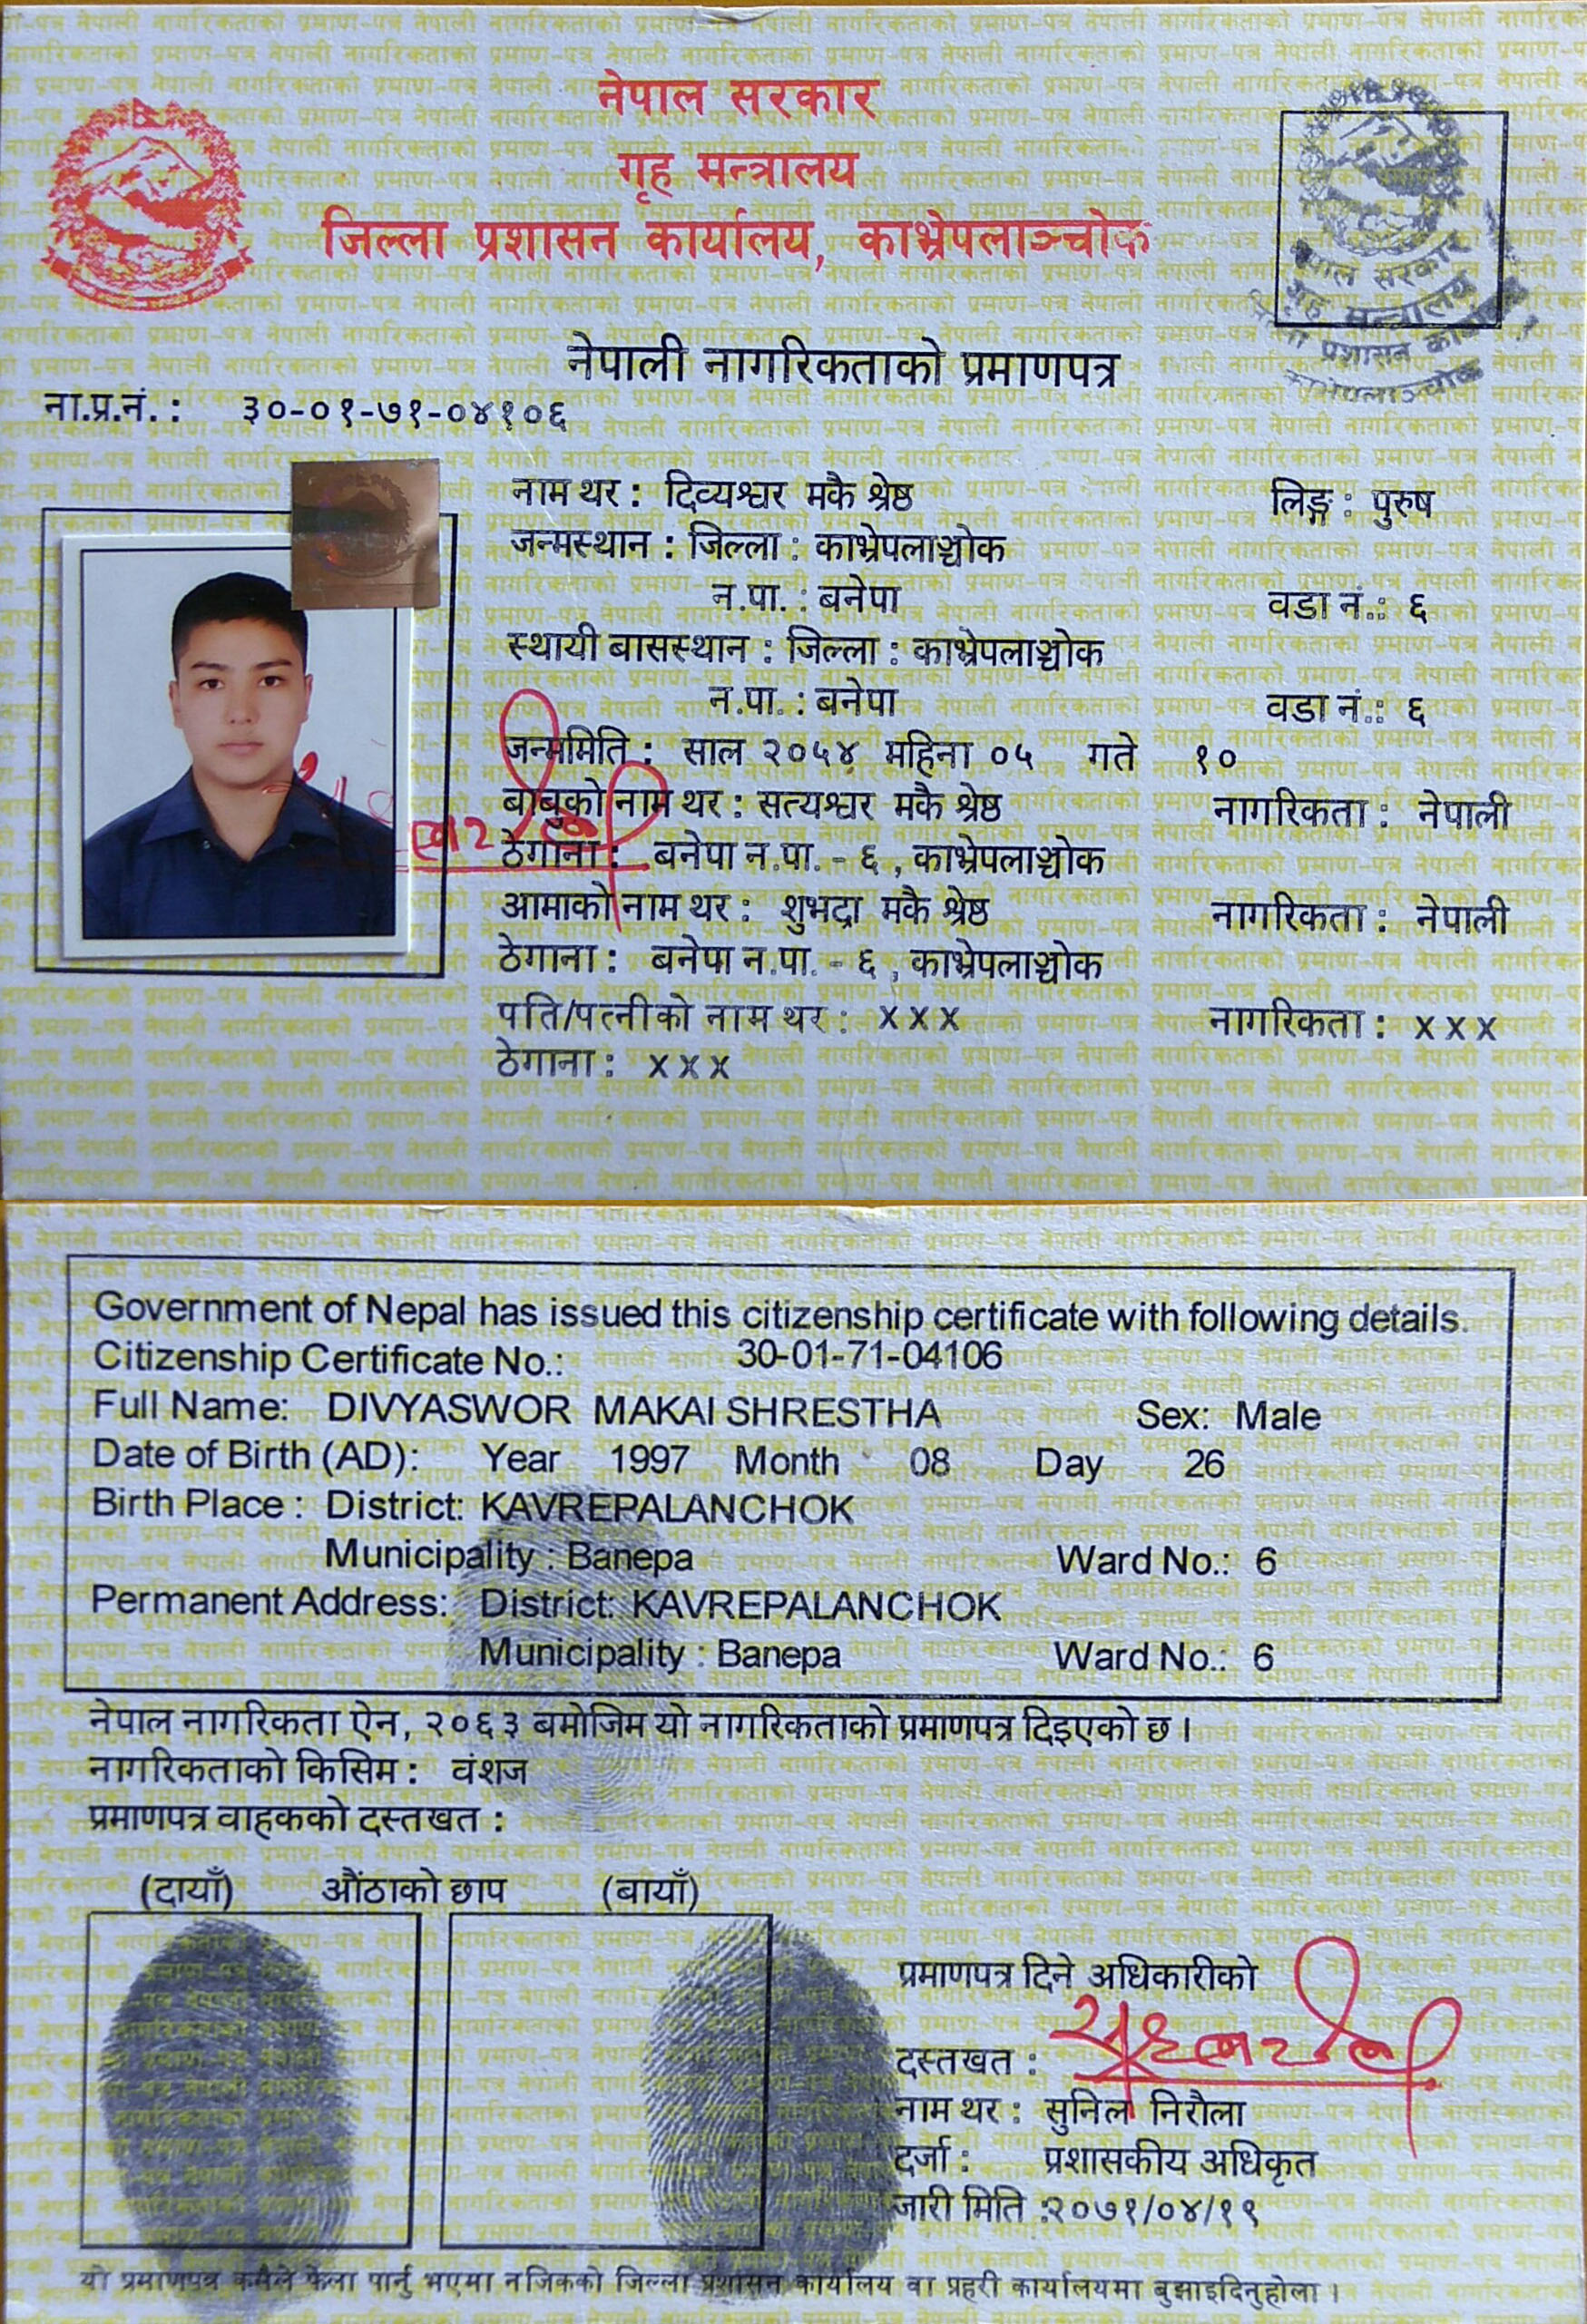 नेपाल सरकार
गृह मन्त्रालय
जिल्ला प्रशासन कार्यालय, काभ्रेपलाञ्चोक
नेपाल सरकार
गृह मन्त्रालय
जिल्ला प्रशासन कार्यालय
काभ्रेपलाञ्चोक
नेपाली नागरिकताको प्रमाणपत्र
ना.प्र.नं. : ३०-०१-७१-०४१०६
नाम थर : दिव्यश्वर मकै श्रेष्ठ लिङ्ग : पुरुष
जन्मस्थान : जिल्ला : काभ्रेपलाञ्चोक
न.पा. : बनेपा वडा नं.: ६
स्थायी बासस्थान : जिल्ला : काभ्रेपलाञ्चोक
न.पा. : बनेपा वडा नं.: ६
जन्ममिति : साल २०५४ महिना ०५ गते १०
बाबुको नाम थर : सत्यश्वर मकै श्रेष्ठ नागरिकता : नेपाली
ठेगाना : बनेपा न.पा. - ६ , काभ्रेपलाञ्चोक
आमाको नाम थर : शुभद्रा मकै श्रेष्ठ नागरिकता : नेपाली
ठेगाना : बनेपा न.पा. - ६ , काभ्रेपलाञ्चोक
पति/पत्नीको नाम थर : x x x नागरिकता : x x x
ठेगाना : x x x
Government of Nepal has issued this citizenship certificate with following details.
Citizenship Certificate No.: 30-01-71-04106
Full Name: DIVYASWOR MAKAI SHRESTHA Sex: Male
Date of Birth (AD): Year 1997 Month 08 Day 26
Birth Place : District: KAVREPALANCHOK
Municipality : Banepa Ward No.: 6
Permanent Address: District: KAVREPALANCHOK
Municipality : Banepa Ward No.: 6
नेपाल नागरिकता ऐन, २०६३ बमोजिम यो नागरिकताको प्रमाणपत्र दिइएको छ ।
नागरिकताको किसिम : वंशज
प्रमाणपत्र वाहकको दस्तखत :
(दायाँ) औंठाको छाप (बायाँ)
प्रमाणपत्र दिने अधिकारीको
दस्तखत :
नाम थर : सुनिल निरौला
दर्जा : प्रशासकीय अधिकृत
जारी मिति :२०७१/०४/१९
यो प्रमाणपत्र कसैले फेला पार्नु भएमा नजिकको जिल्ला प्रशासन कार्यालय वा प्रहरी कार्यालयमा बुझाइदिनुहोला ।